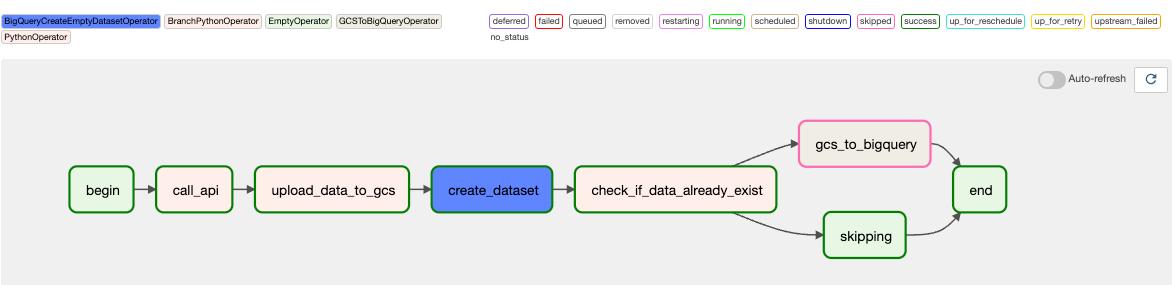 BigQueryCreateEmptyDatasetOperator BranchPythonOperator EmptyOperator GCSToBigQueryOperator
PythonOperator
deferred failed queued removed restarting running scheduled shutdown skipped success up_for_reschedule up_for_retry upstream_failed
no_status
Auto-refresh
begin
call_api
upload_data_to_gcs
create_dataset
check_if_data_already_exist
gcs_to_bigquery
skipping
end